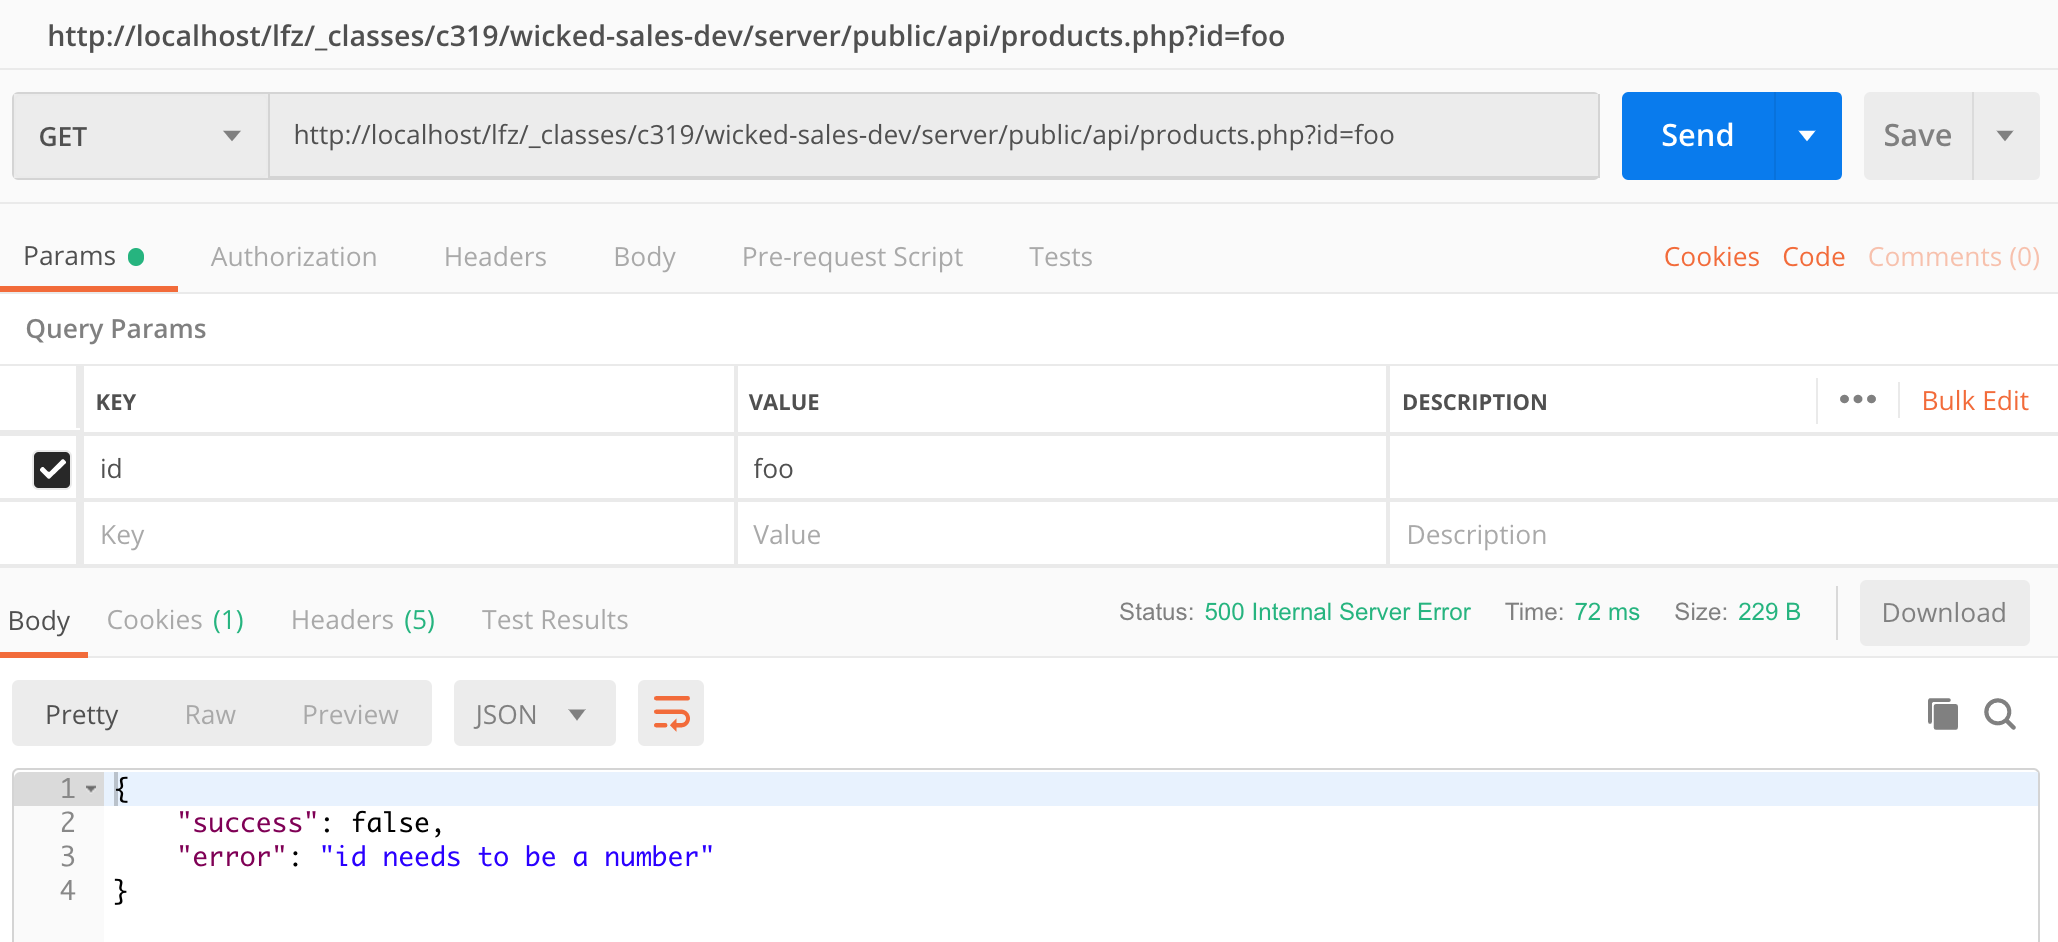 http://localhost/lfz/_classes/c319/wicked-sales-dev/server/public/api/products.php?id=foo
GET http://localhost/lfz/_classes/c319/wicked-sales-dev/server/public/api/products.php?id=foo Send Save
Params Authorization Headers Body Pre-request Script Tests Cookies Code Comments (0)
Query Params
KEY VALUE DESCRIPTION ••• Bulk Edit
id foo
Key Value Description
Body Cookies (1) Headers (5) Test Results Status: 500 Internal Server Error Time: 72 ms Size: 229 B Download
Pretty Raw Preview JSON
1 {
2 "success": false,
3 "error": "id needs to be a number"
4 }